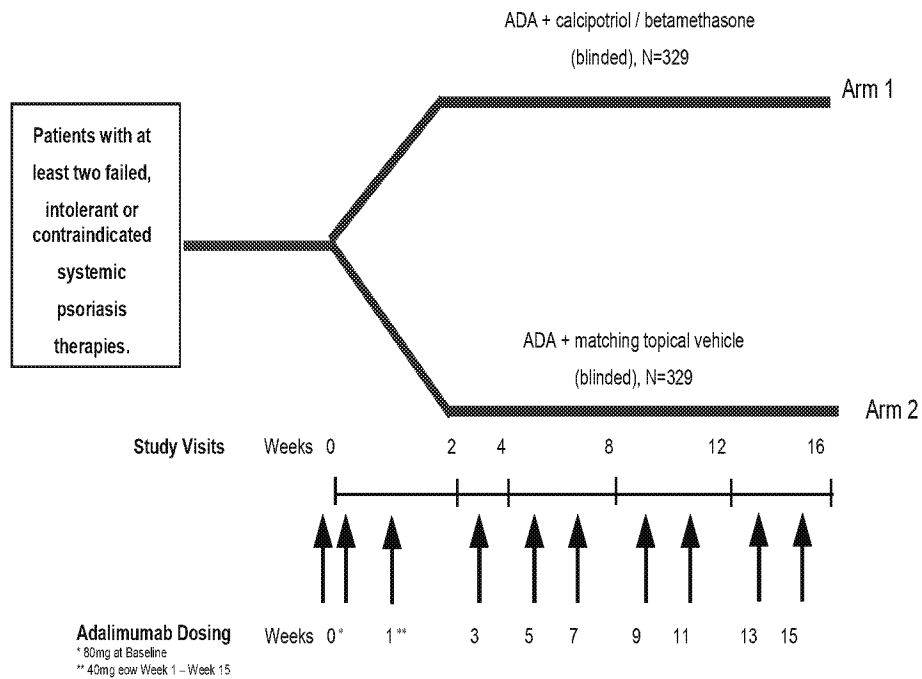 ADA + calcipotriol / betamethasone
(blinded), N=329
Arm 1
Patients with at
least two failed,
intolerant or
contraindicated
systemic
psoriasis
therapies.
ADA + matching topical vehicle
(blinded), N=329
Arm 2
Study Visits Weeks 0 2 4 8 12 16
Adalimumab Dosing Weeks 0* 1** 3 5 7 9 11 13 15
* 80mg at Baseline
** 40mg eow Week 1 – Week 15